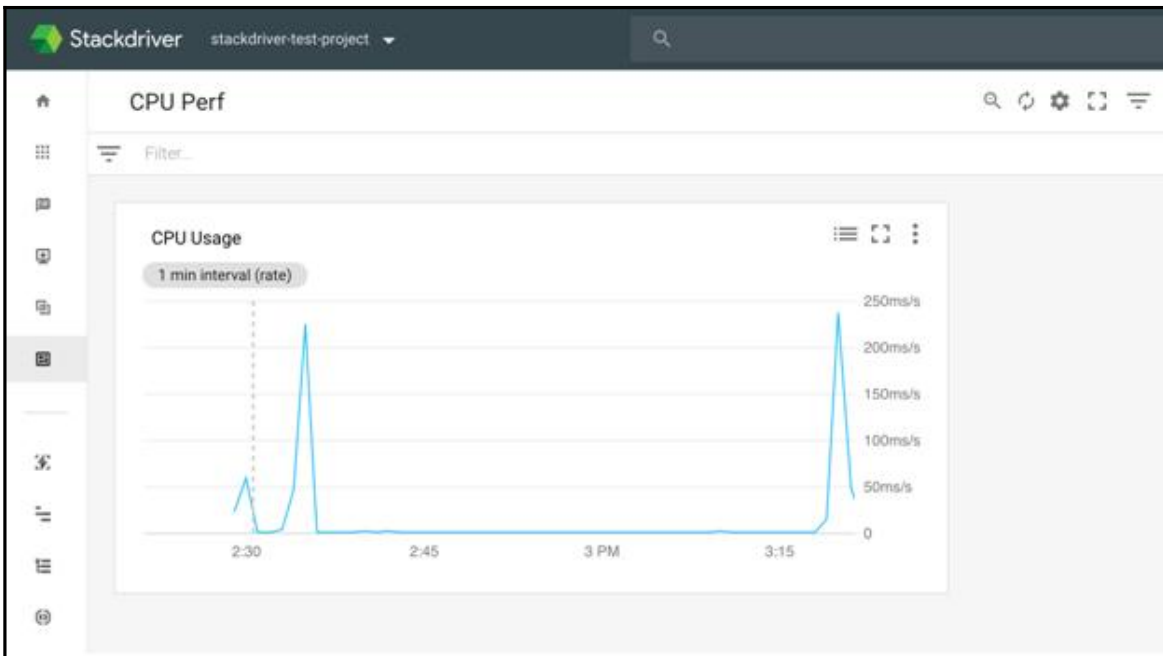 Stackdriver stackdriver-test-project
CPU Perf
Filter...
CPU Usage
1 min interval (rate)
250ms/s
200ms/s
150ms/s
100ms/s
50ms/s
0
2:30 2:45 3 PM 3:15